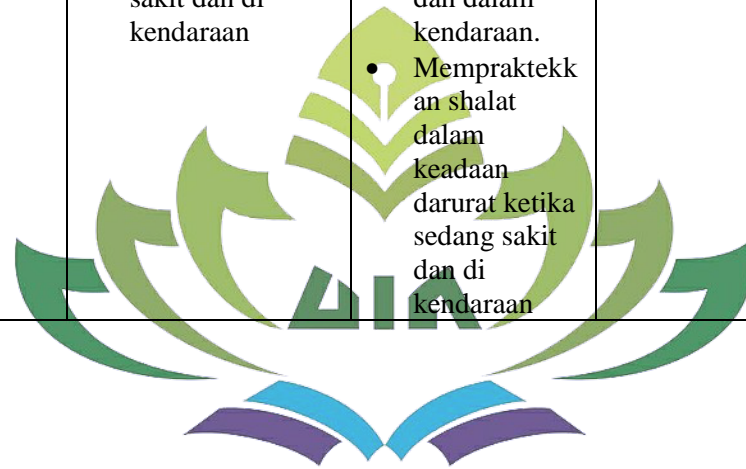 sakit dan di
kendaraan
dan dalam
kendaraan.
• Mempraktekk
an shalat
dalam
keadaan
darurat ketika
sedang sakit
dan di
kendaraan